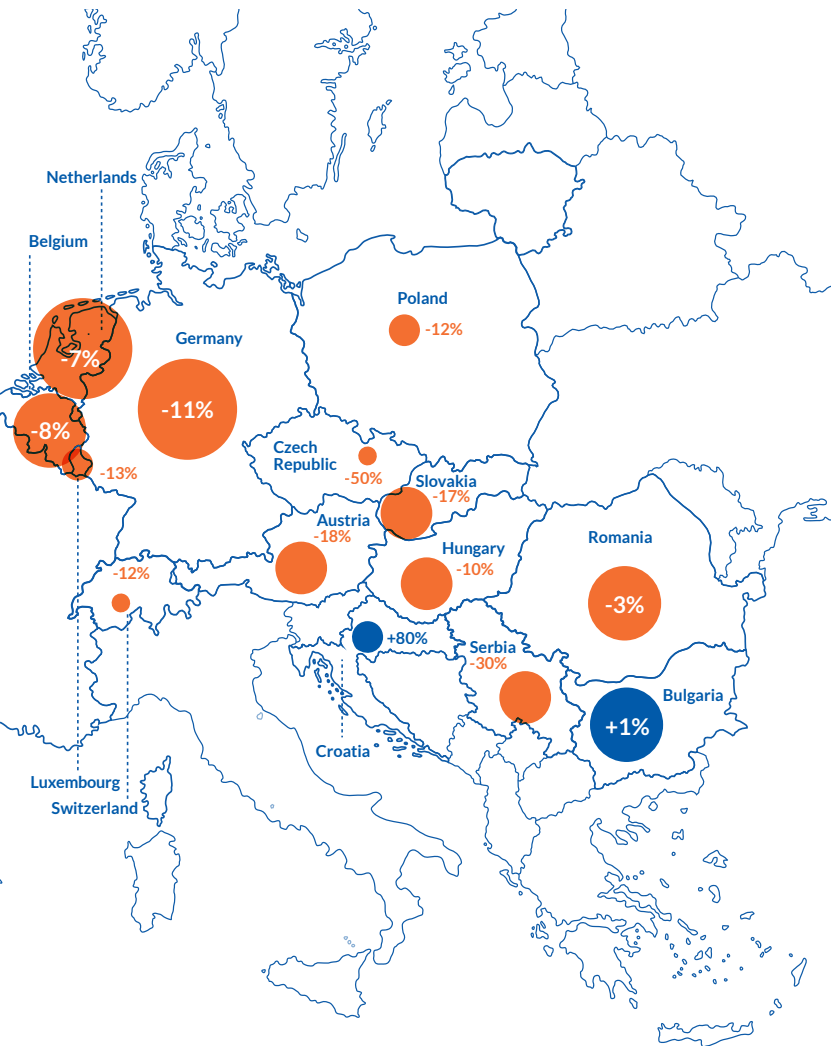 Netherlands
Belgium
Poland
-12%
Germany
-7%
-11%
-8%
Czech
Republic
-50%
-13%
Slovakia
-17%
Austria
-18%
Romania
Hungary
-10%
-12%
-3%
+80%
Serbia
-30%
Bulgaria
+1%
Croatia
Luxembourg
Switzerland